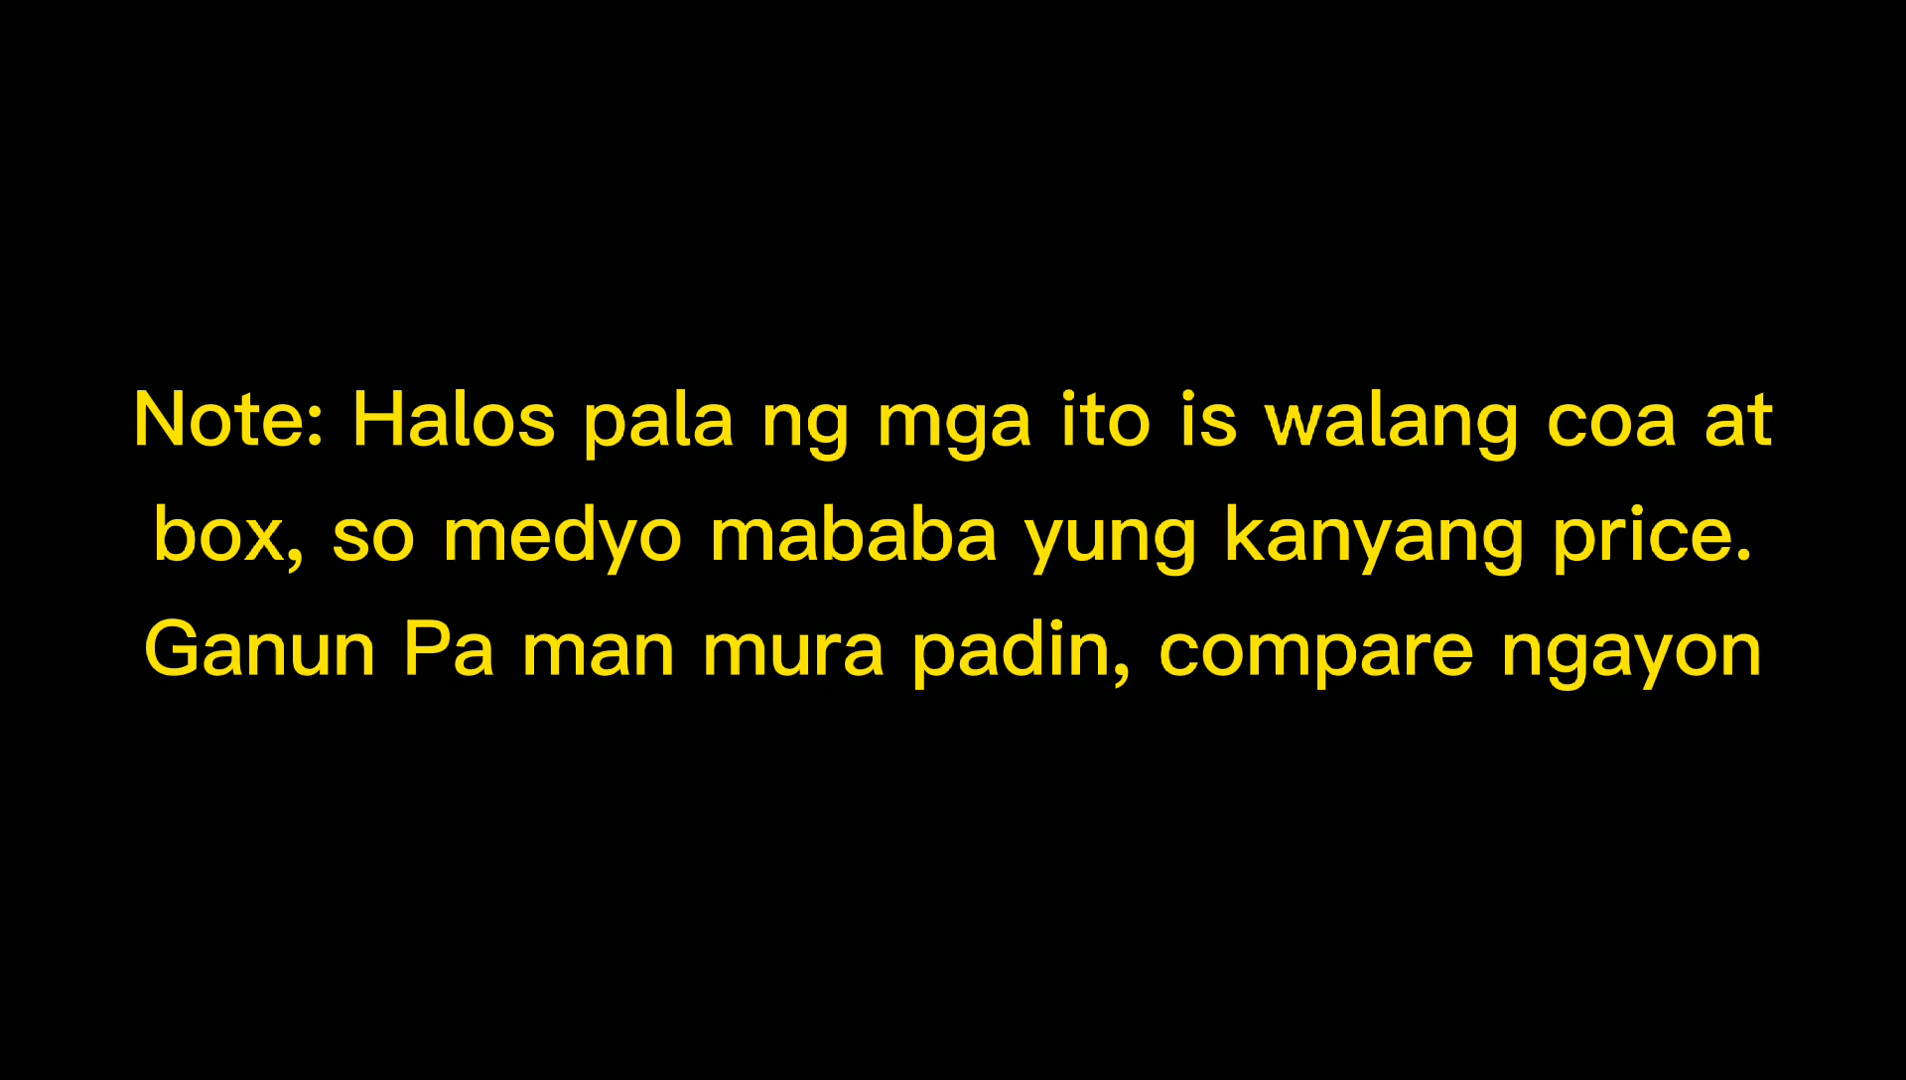 Note: Halos pala ng mga ito is walang coa at
box, so medyo mababa yung kanyang price.
Ganun Pa man mura padin, compare ngayon